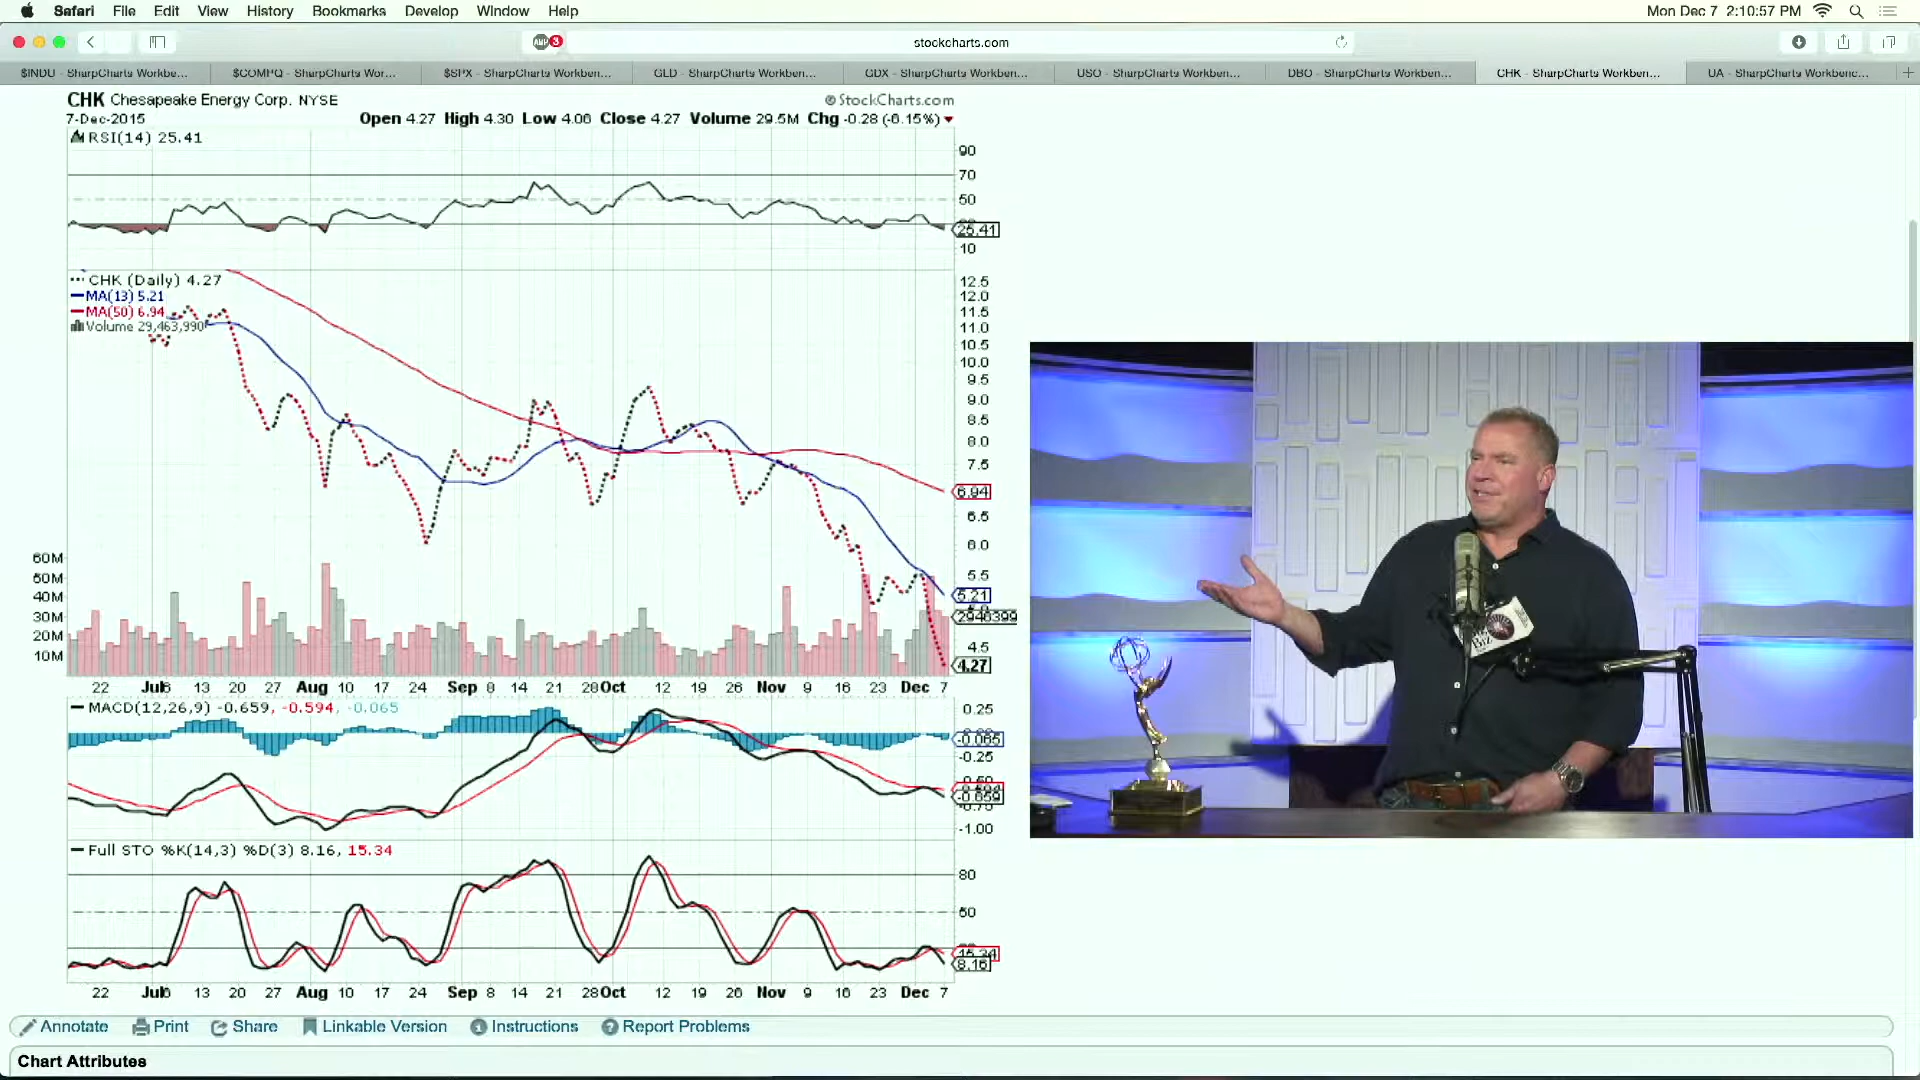 Safari File Edit View History Bookmarks Develop Window Help Mon Dec 7 2:10:57 PM
3 stockcharts.com
$INDU - SharpCharts Workbe... $COMPQ - SharpCharts Wor... $SPX - SharpCharts Workben... GLD - SharpCharts Workben... GDX - SharpCharts Workben... USO - SharpCharts Workben... DBO - SharpCharts Workben... CHK - SharpCharts Workben... UA - SharpCharts Workbenc...
CHK Chesapeake Energy Corp. NYSE © StockCharts.com
7-Dec-2015 Open 4.27 High 4.30 Low 4.06 Close 4.27 Volume 29.5M Chg -0.28 (-6.15%)
RSI(14) 25.41
90
70
50
25.41
10
CHK (Daily) 4.27
MA(13) 5.21
MA(50) 6.94
Volume 29,463,990
12.5
12.0
11.5
11.0
10.5
10.0
9.5
9.0
8.5
8.0
7.5
6.94
6.5
6.0
5.5
5.21
2946399
4.5
4.27
60M
50M
40M
30M
20M
10M
22 Jul 6 13 20 27 Aug 10 17 24 Sep 8 14 21 28 Oct 12 19 26 Nov 9 16 23 Dec 7
MACD(12,26,9) -0.659, -0.594, -0.065
0.25
-0.065
-0.25
-0.659
-0.75
-1.00
Full STO %K(14,3) %D(3) 8.16, 15.34
80
50
15.34
8.16
22 Jul 6 13 20 27 Aug 10 17 24 Sep 8 14 21 28 Oct 12 19 26 Nov 9 16 23 Dec 7
Annotate Print Share Linkable Version Instructions Report Problems
Chart Attributes